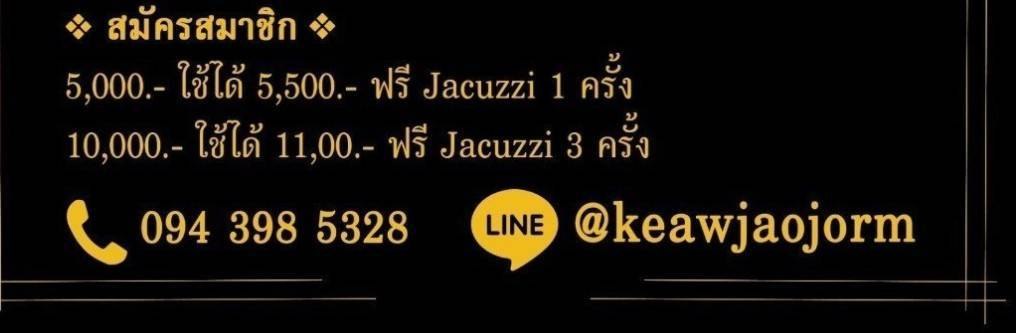 ❖ สมัครสมาชิก ❖
5,000.- ใช้ได้ 5,500.- ฟรี Jacuzzi 1 ครั้ง
10,000.- ใช้ได้ 11,00.- ฟรี Jacuzzi 3 ครั้ง
094 398 5328 LINE @keawjaojorm